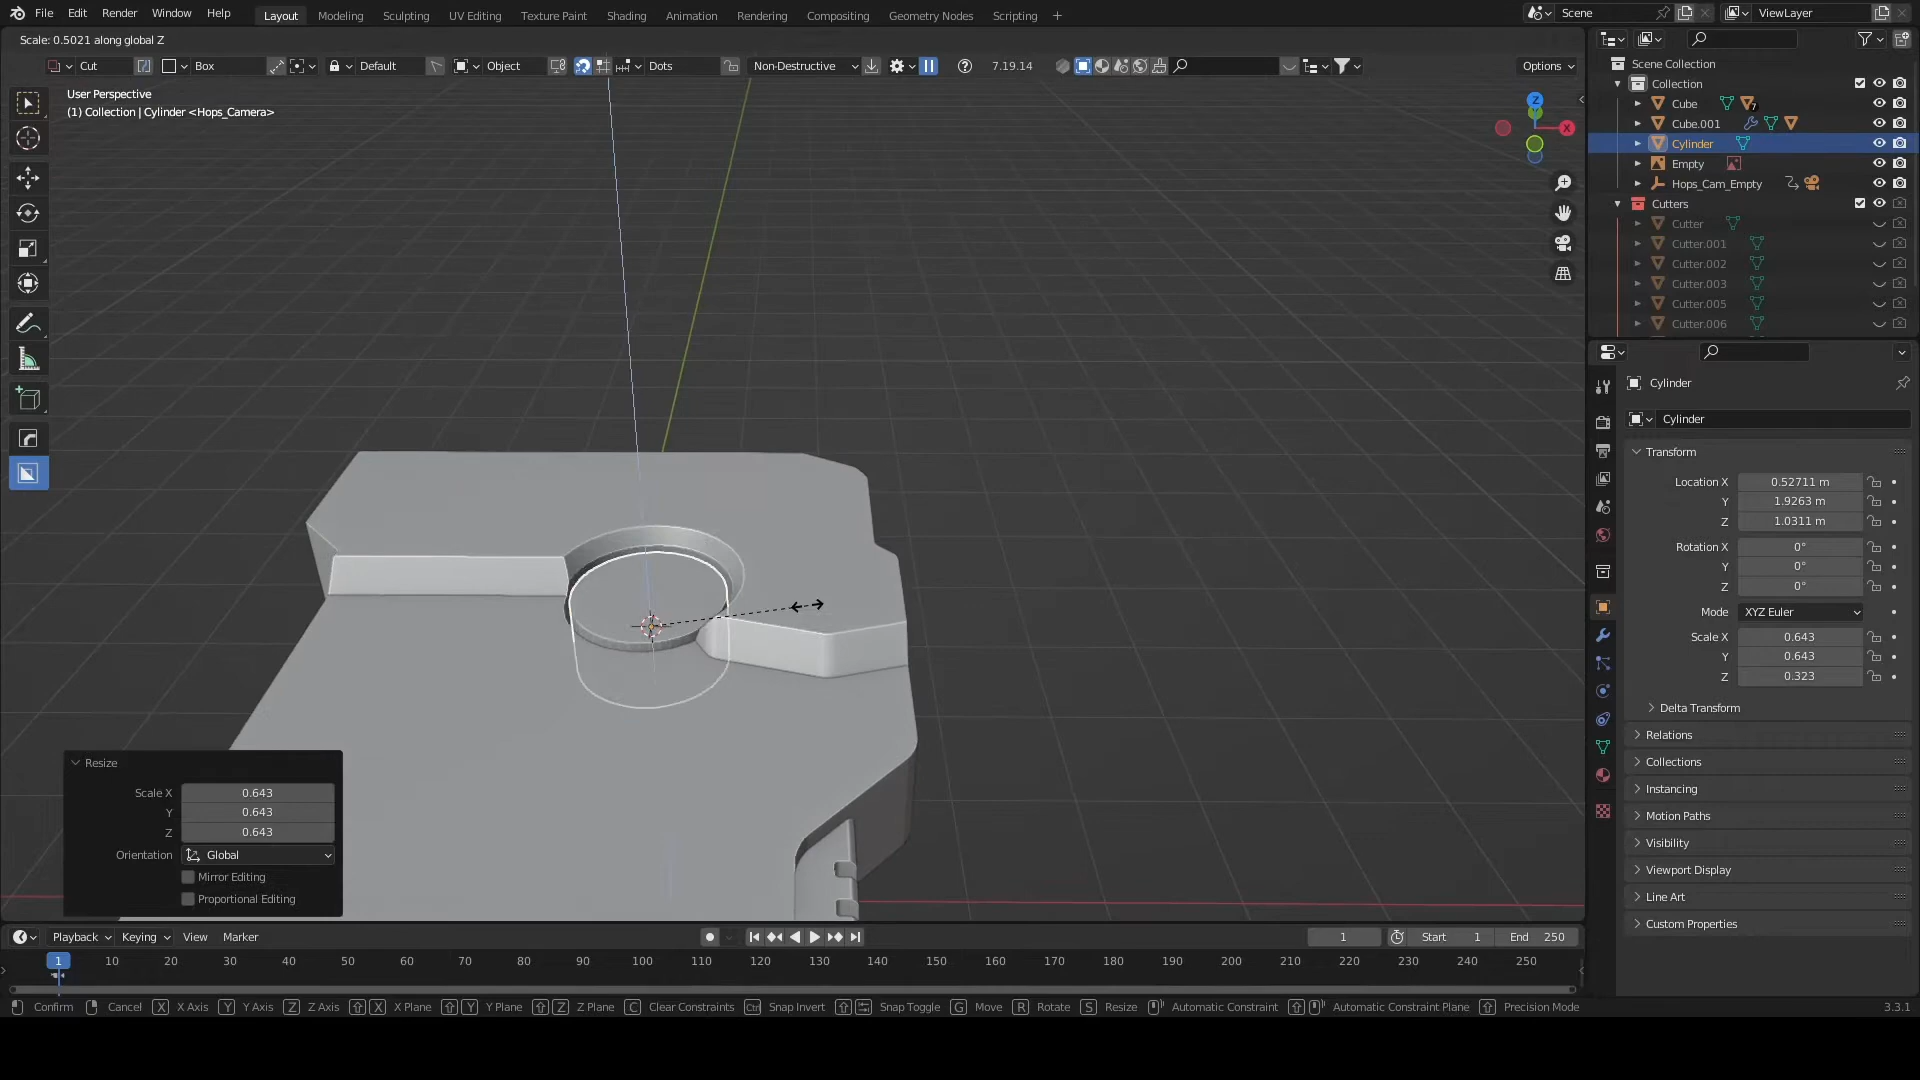 File Edit Render Window Help Layout Modeling Sculpting UV Editing Texture Paint Shading Animation Rendering Compositing Geometry Nodes Scripting + Scene ViewLayer
Scale: 0.5021 along global Z
Cut Box Default Object Dots Non-Destructive 7.19.14 Options
User Perspective
(1) Collection | Cylinder <Hops_Camera>
Z
X
Scene Collection
Collection
Cube 7
Cube.001
Cylinder
Empty
Hops_Cam_Empty
Cutters
Cutter
Cutter.001
Cutter.002
Cutter.003
Cutter.005
Cutter.006
Cylinder
Cylinder
Transform
Location X 0.52711 m
Y 1.9263 m
Z 1.0311 m
Rotation X 0°
Y 0°
Z 0°
Mode XYZ Euler
Scale X 0.643
Y 0.643
Z 0.323
Delta Transform
Relations
Collections
Instancing
Motion Paths
Visibility
Viewport Display
Line Art
Custom Properties
Resize
Scale X 0.643
Y 0.643
Z 0.643
Orientation Global
Mirror Editing
Proportional Editing
Playback Keying View Marker 1 Start 1 End 250
1 10 20 30 40 50 60 70 80 90 100 110 120 130 140 150 160 170 180 190 200 210 220 230 240 250
Confirm Cancel X X Axis Y Y Axis Z Z Axis X X Plane Y Y Plane Z Z Plane C Clear Constraints Ctrl Snap Invert Snap Toggle G Move R Rotate S Resize Automatic Constraint Automatic Constraint Plane Precision Mode 3.3.1